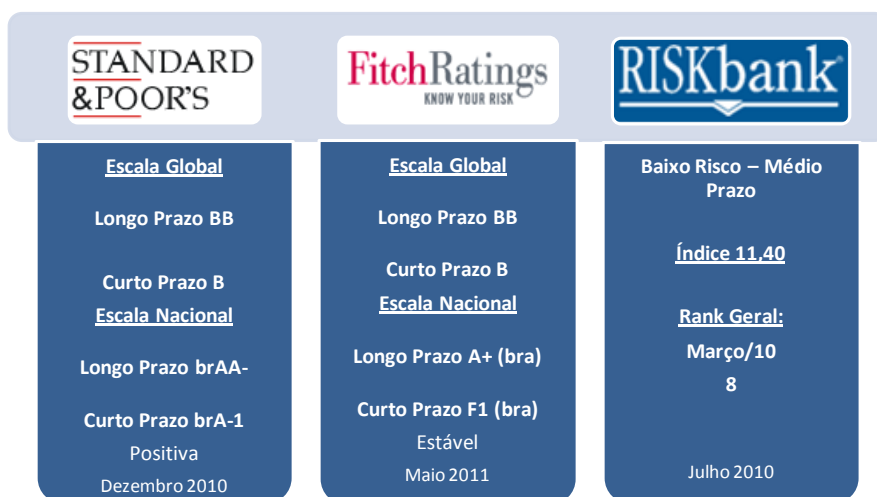 STANDARD
&POOR'S
Escala Global
Longo Prazo BB
Curto Prazo B
Escala Nacional
Longo Prazo brAA-
Curto Prazo brA-1
Positiva
Dezembro 2010
FitchRatings
KNOW YOUR RISK
Escala Global
Longo Prazo BB
Curto Prazo B
Escala Nacional
Longo Prazo A+ (bra)
Curto Prazo F1 (bra)
Estável
Maio 2011
RISKbank
Baixo Risco – Médio
Prazo
Índice 11,40
Rank Geral:
Março/10
8
Julho 2010